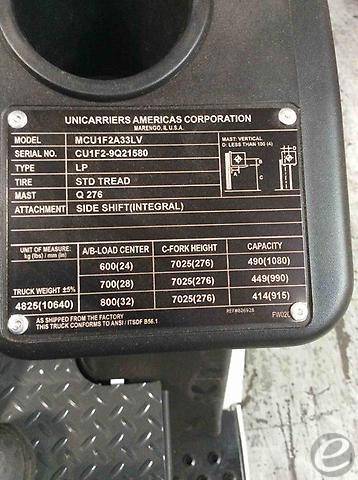 UNICARRIERS AMERICAS CORPORATION
MARENGO, IL U.S.A.
MODEL MCU1F2A33LV
SERIAL NO. CU1F2-9Q21580
TYPE LP
TIRE STD TREAD
MAST Q 276
ATTACHMENT SIDE SHIFT(INTEGRAL)
MAST: VERTICAL
D: LESS THAN 100 (4)
UNIT OF MEASURE: kg (lbs) / mm (in) A/B-LOAD CENTER C-FORK HEIGHT CAPACITY
600(24) 7025(276) 490(1080)
TRUCK WEIGHT ±5% 700(28) 7025(276) 449(990)
4825(10640) 800(32) 7025(276) 414(915)
AS SHIPPED FROM THE FACTORY
THIS TRUCK CONFORMS TO ANSI / ITSDF B56.1
e